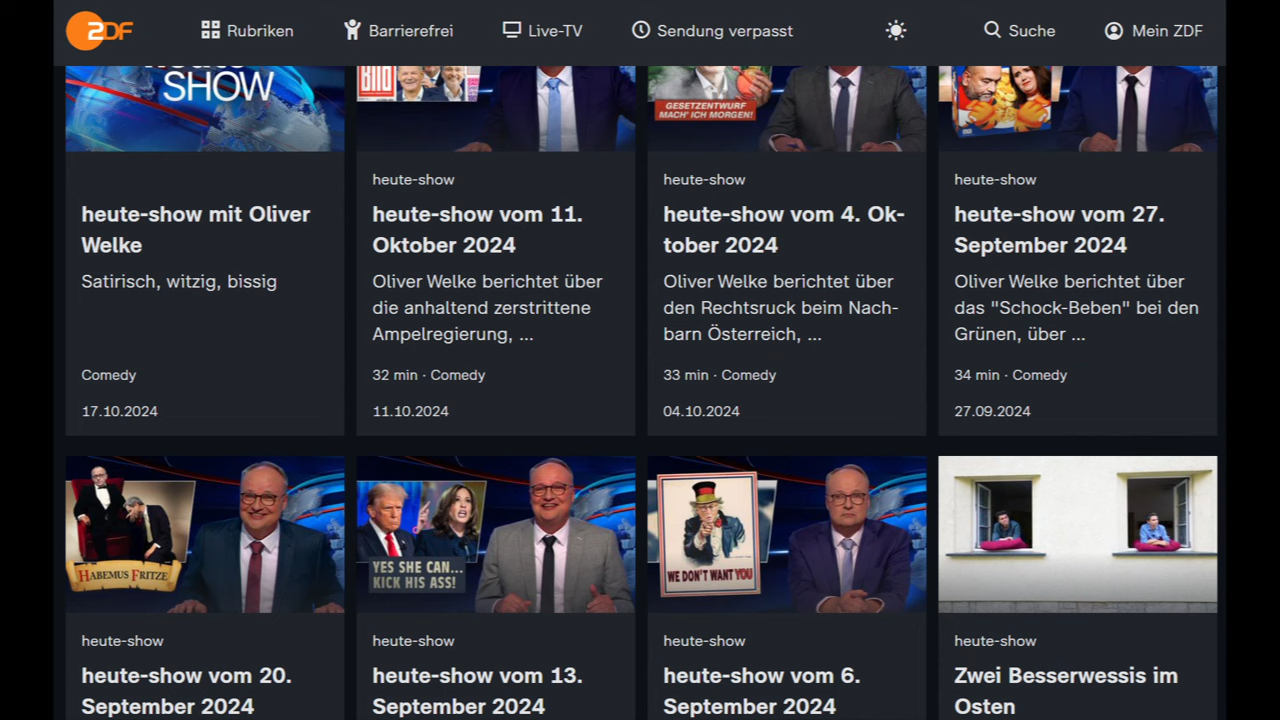 ZDF
Rubriken
Barrierefrei
Live-TV
Sendung verpasst
Suche
Mein ZDF
SHOW
Bild
GESETZENTWURF
MACH' ICH MORGEN!
heute-show mit Oliver
Welke
Satirisch, witzig, bissig
Comedy
17.10.2024
heute-show
heute-show vom 11.
Oktober 2024
Oliver Welke berichtet über
die anhaltend zerstrittene
Ampelregierung, ...
32 min · Comedy
11.10.2024
heute-show
heute-show vom 4. Ok-
tober 2024
Oliver Welke berichtet über
den Rechtsruck beim Nach-
barn Österreich, ...
33 min · Comedy
04.10.2024
heute-show
heute-show vom 27.
September 2024
Oliver Welke berichtet über
das "Schock-Beben" bei den
Grünen, über ...
34 min · Comedy
27.09.2024
HABEMUS FRITZE
heute-show
heute-show vom 20.
September 2024
YES SHE CAN...
KICK HIS ASS!
heute-show
heute-show vom 13.
September 2024
WE DON'T WANT YOU
heute-show
heute-show vom 6.
September 2024
heute-show
Zwei Besserwessis im
Osten